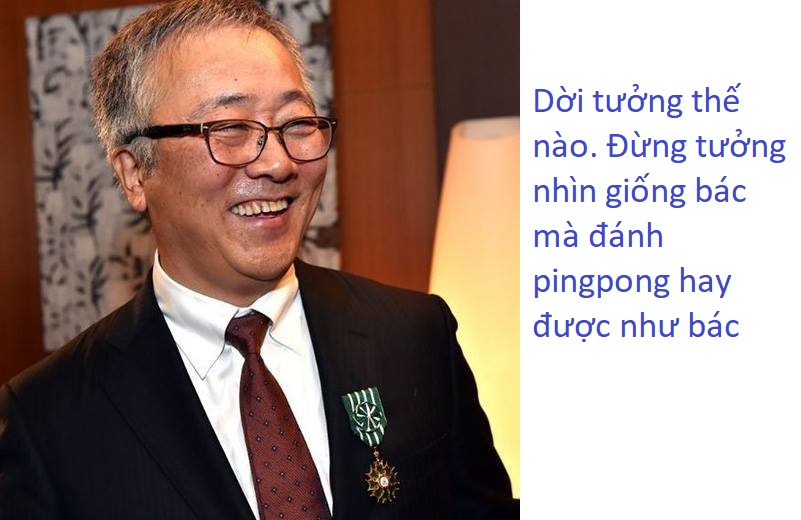 Dời tưởng thế
nào. Đừng tưởng
nhìn giống bác
mà đánh
pingpong hay
được như bác